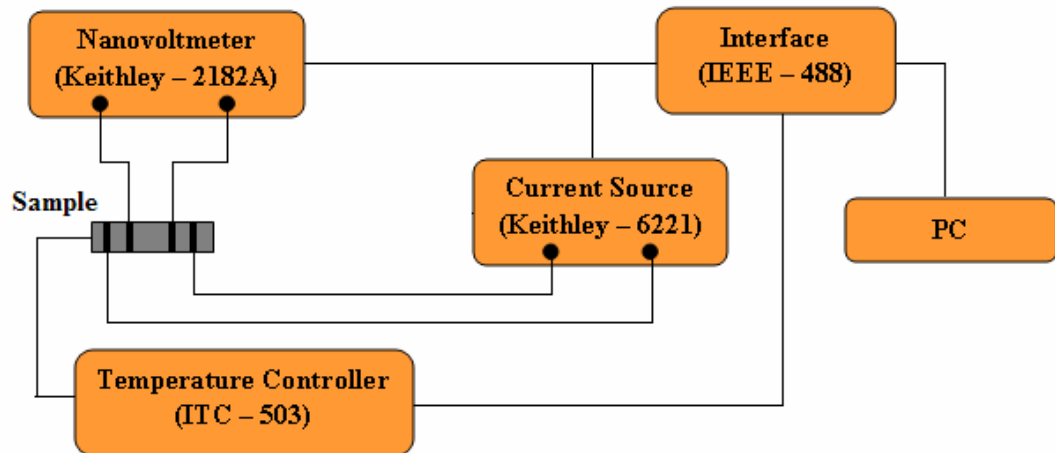 Nanovoltmeter
(Keithley – 2182A)
Interface
(IEEE – 488)
Current Source
(Keithley – 6221)
Sample
PC
Temperature Controller
(ITC – 503)